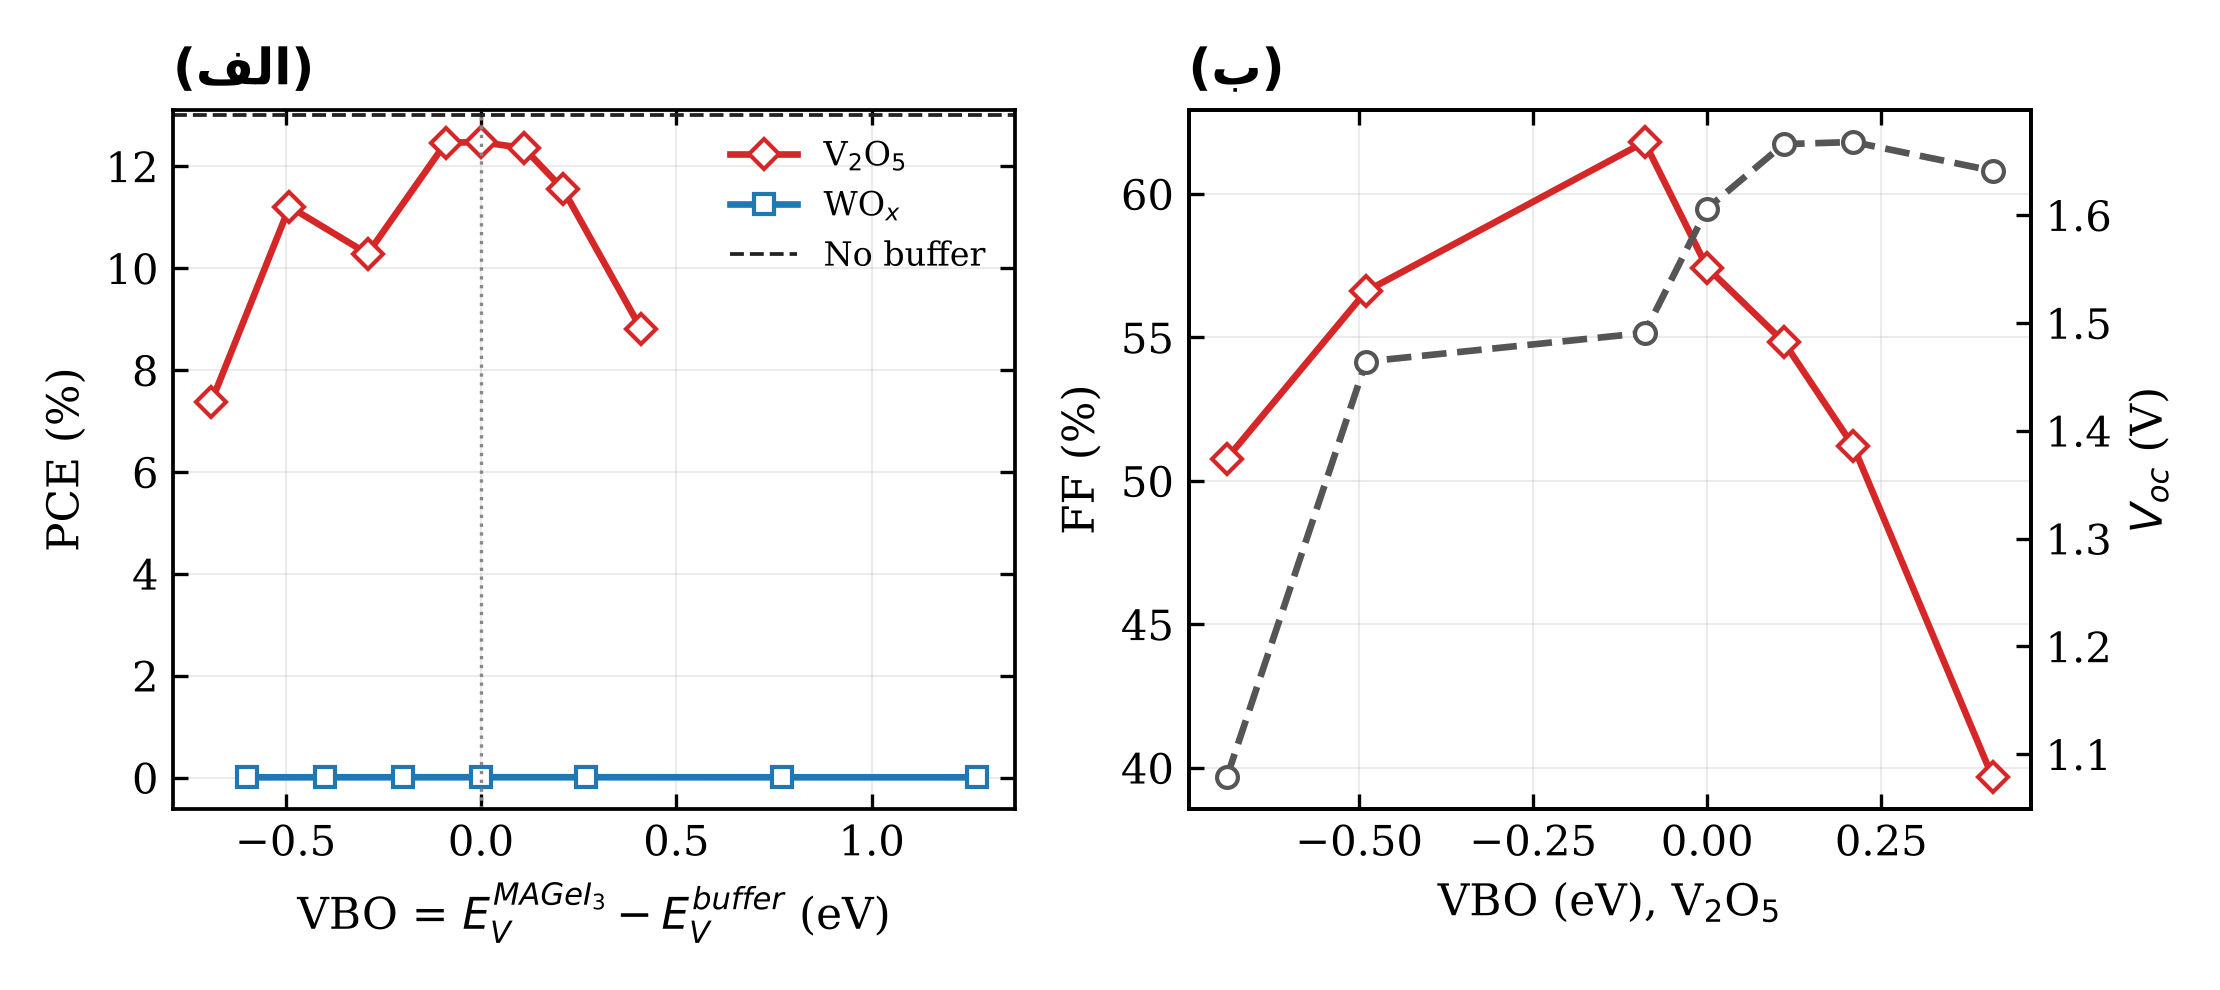 (الف)
12
10
8
6
4
2
0
PCE (%)
V₂O₅
WOₓ
No buffer
−0.5 0.0 0.5 1.0
VBO = E_V^{MAGeI₃} − E_V^{buffer} (eV)
(ب)
60
55
50
45
40
FF (%)
1.6
1.5
1.4
1.3
1.2
1.1
V_{oc} (V)
−0.50 −0.25 0.00 0.25
VBO (eV), V₂O₅